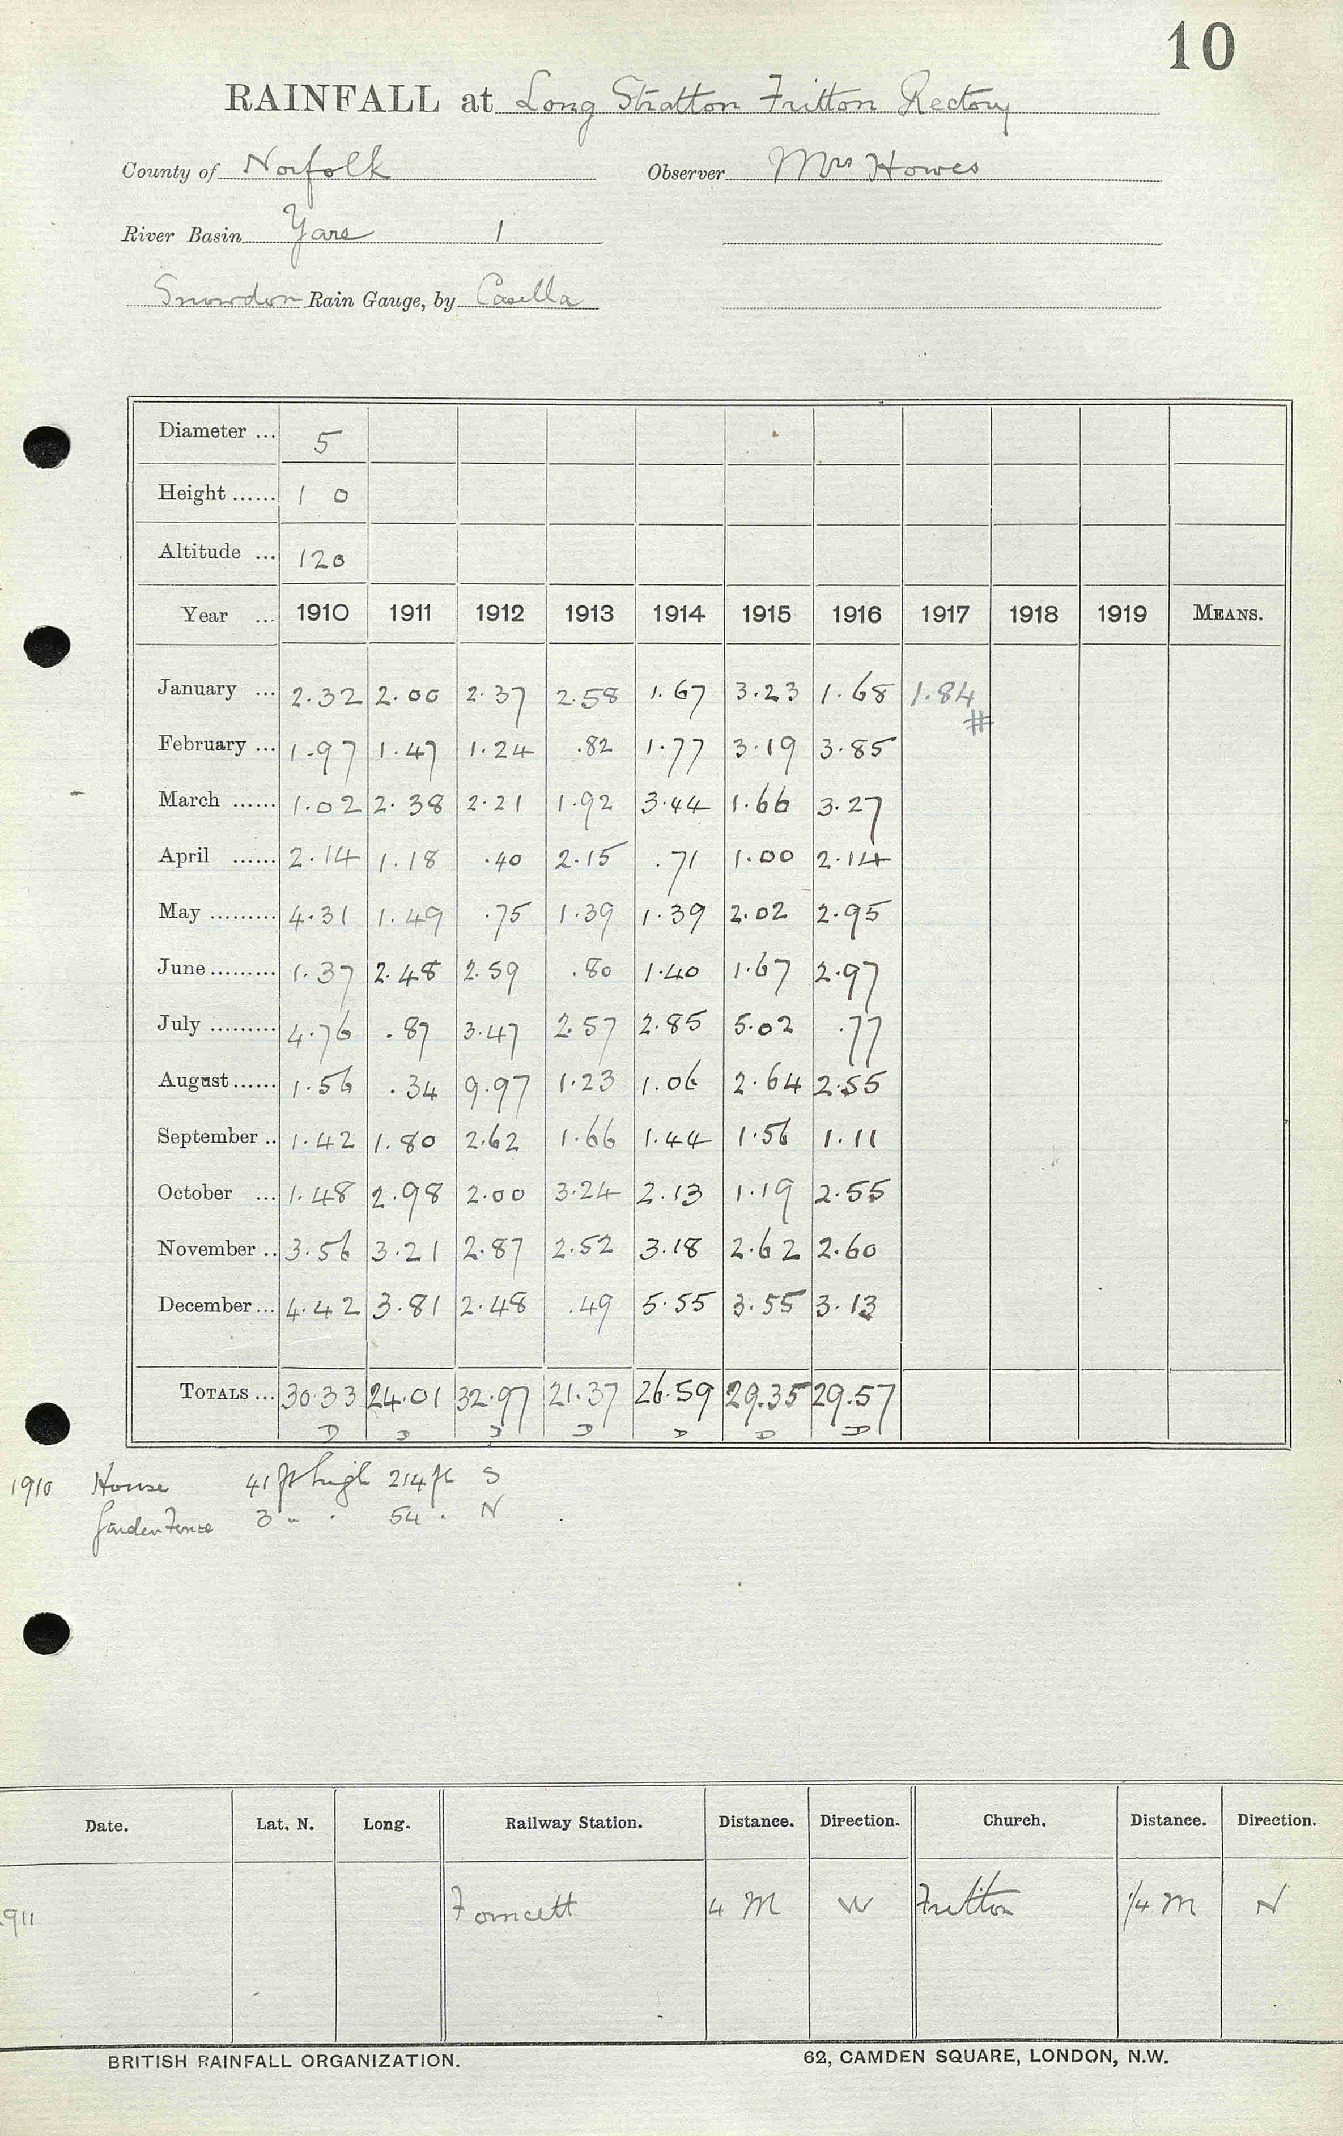 10
RAINFALL at Long Stratton Fritton Rectory
County of Norfolk Observer Mrs Howes
River Basin Yare 1
Snowdon Rain Gauge, by Casella
Diameter ... 5
Height ...... 1 0
Altitude ... 120
Year ... 1910 1911 1912 1913 1914 1915 1916 1917 1918 1919 MEANS.
January ... 2.32 2.00 2.37 2.58 1.67 3.23 1.68 1.84 #
February ... 1.97 1.47 1.24 .82 1.77 3.19 3.85
March ...... 1.02 2.38 2.21 1.92 3.44 1.66 3.27
April ...... 2.14 1.18 .40 2.15 .71 1.00 2.14
May ......... 4.31 1.49 .75 1.39 1.39 2.02 2.95
June ......... 1.37 2.48 2.59 .80 1.40 1.67 2.97
July ......... 4.76 .87 3.47 2.57 2.85 5.02 .77
August ...... 1.56 .34 9.97 1.23 1.06 2.64 2.55
September .. 1.42 1.80 2.62 1.66 1.44 1.56 1.11
October ... 1.48 2.98 2.00 3.24 2.13 1.19 2.55
November .. 3.56 3.21 2.87 2.52 3.18 2.62 2.60
December ... 4.42 3.81 2.48 .49 5.55 3.55 3.13
TOTALS ... 30.33 24.01 32.97 21.37 26.59 29.35 29.57
D D D D D D D
1910 House 41 ft high 214 ft S
Garden Fence 3 " . 54 . N
Date. Lat. N. Long. Railway Station. Distance. Direction. Church. Distance. Direction.
1911 Forncett 4 M W Fritton 1/4 M N
BRITISH RAINFALL ORGANIZATION. 62, CAMDEN SQUARE, LONDON, N.W.